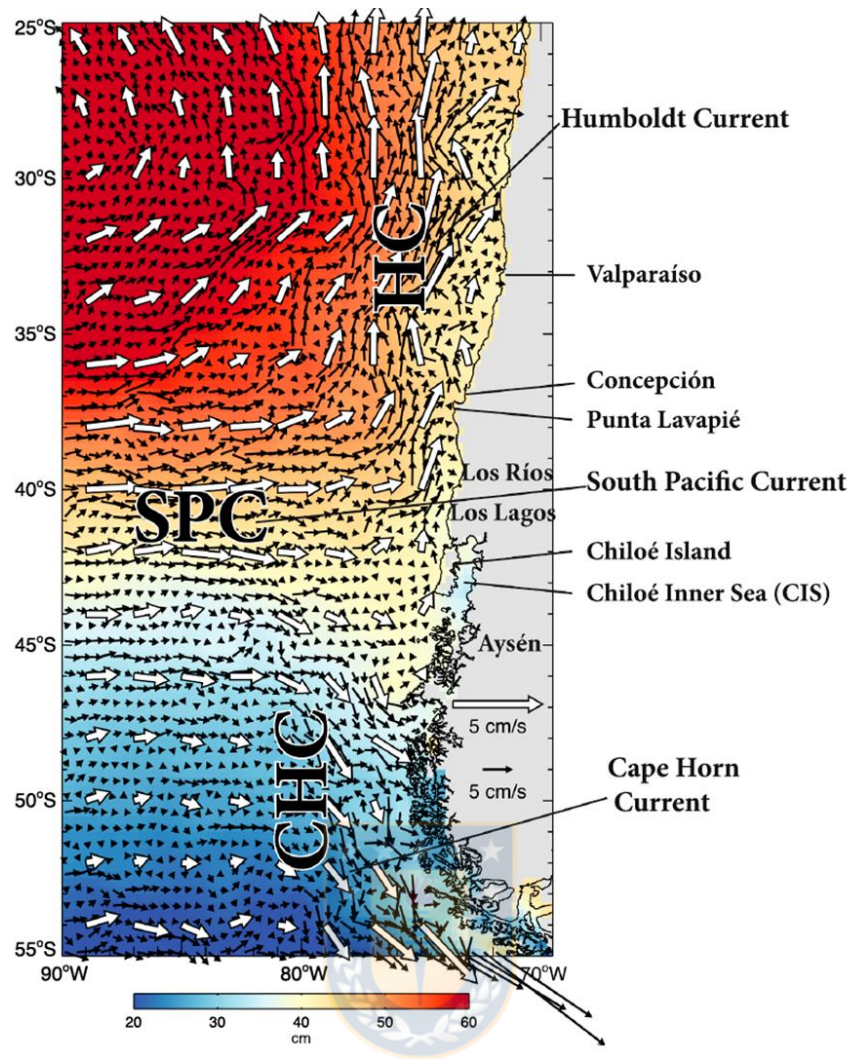 25°S
30°S
35°S
40°S
45°S
50°S
55°S
90°W
80°W
70°W
Humboldt Current
HC
Valparaíso
Concepción
Punta Lavapié
Los Ríos
South Pacific Current
SPC
Los Lagos
Chiloé Island
Chiloé Inner Sea (CIS)
Aysén
5 cm/s
5 cm/s
CHC
Cape Horn
Current
20
30
40
50
60
cm